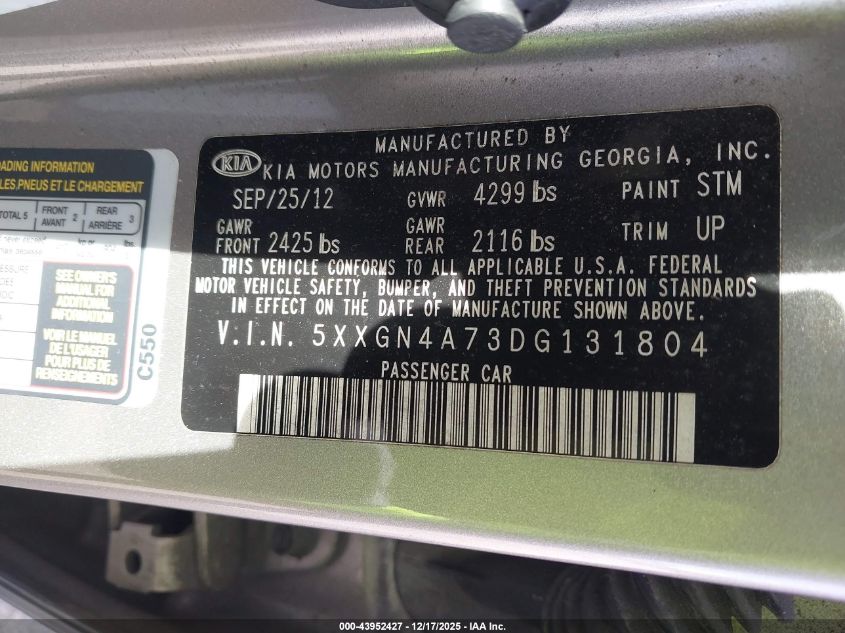 MANUFACTURED BY
KIA KIA MOTORS MANUFACTURING GEORGIA, INC.
SEP/25/12 GVWR 4299 lbs PAINT STM
GAWR FRONT 2425 lbs GAWR REAR 2116 lbs TRIM UP
THIS VEHICLE CONFORMS TO ALL APPLICABLE U.S.A. FEDERAL
MOTOR VEHICLE SAFETY, BUMPER, AND THEFT PREVENTION STANDARDS
IN EFFECT ON THE DATE OF MANUFACTURE SHOWN ABOVE.
V.I.N. 5XXGN4A73DG131804
PASSENGER CAR
OADING INFORMATION
LES,PNEUS ET LE CHARGEMENT
TOTAL 5 FRONT AVANT 2 REAR ARRIÈRE 3
SEE OWNER'S
MANUAL FOR
ADDITIONAL
INFORMATION
VOIR LE MANUEL
DE L'USAGER
POUR PLUS DE
RENSEIGNEMENTS
C550
000-43952427 - 12/17/2025 - IAA Inc.